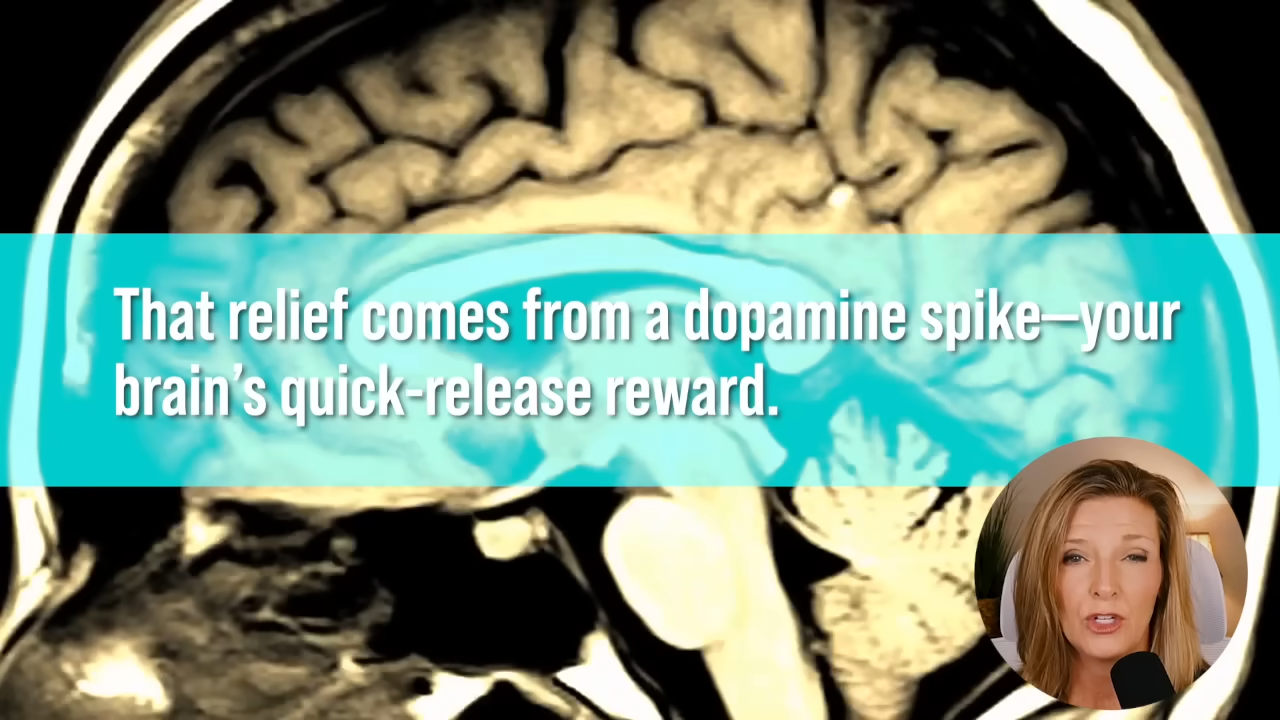 That relief comes from a dopamine spike—your
brain’s quick-release reward.